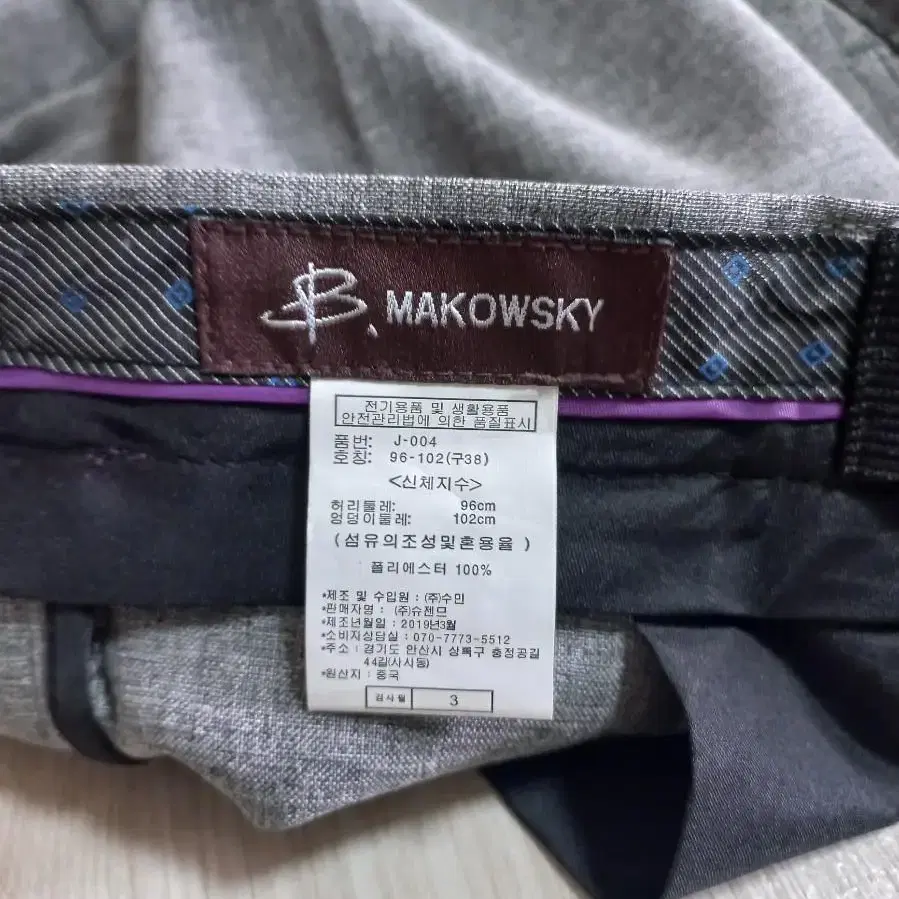 B. MAKOWSKY
전기용품 및 생활용품
안전관리법에 의한 품질표시
품번: J-004
호칭: 96-102(구38)
<신체지수>
허리둘레: 96cm
엉덩이둘레: 102cm
(섬유의조성및혼용율)
폴리에스터 100%
*제조 및 수입원 : (주)수민
*판매자명 : (주)슈젠므
*제조년월일 : 2019년3월
*소비자상담실 : 070-7773-5512
*주소 : 경기도 안산시 상록구 충정공길
44길(사시동)
*원산지 : 중국
검사필 3